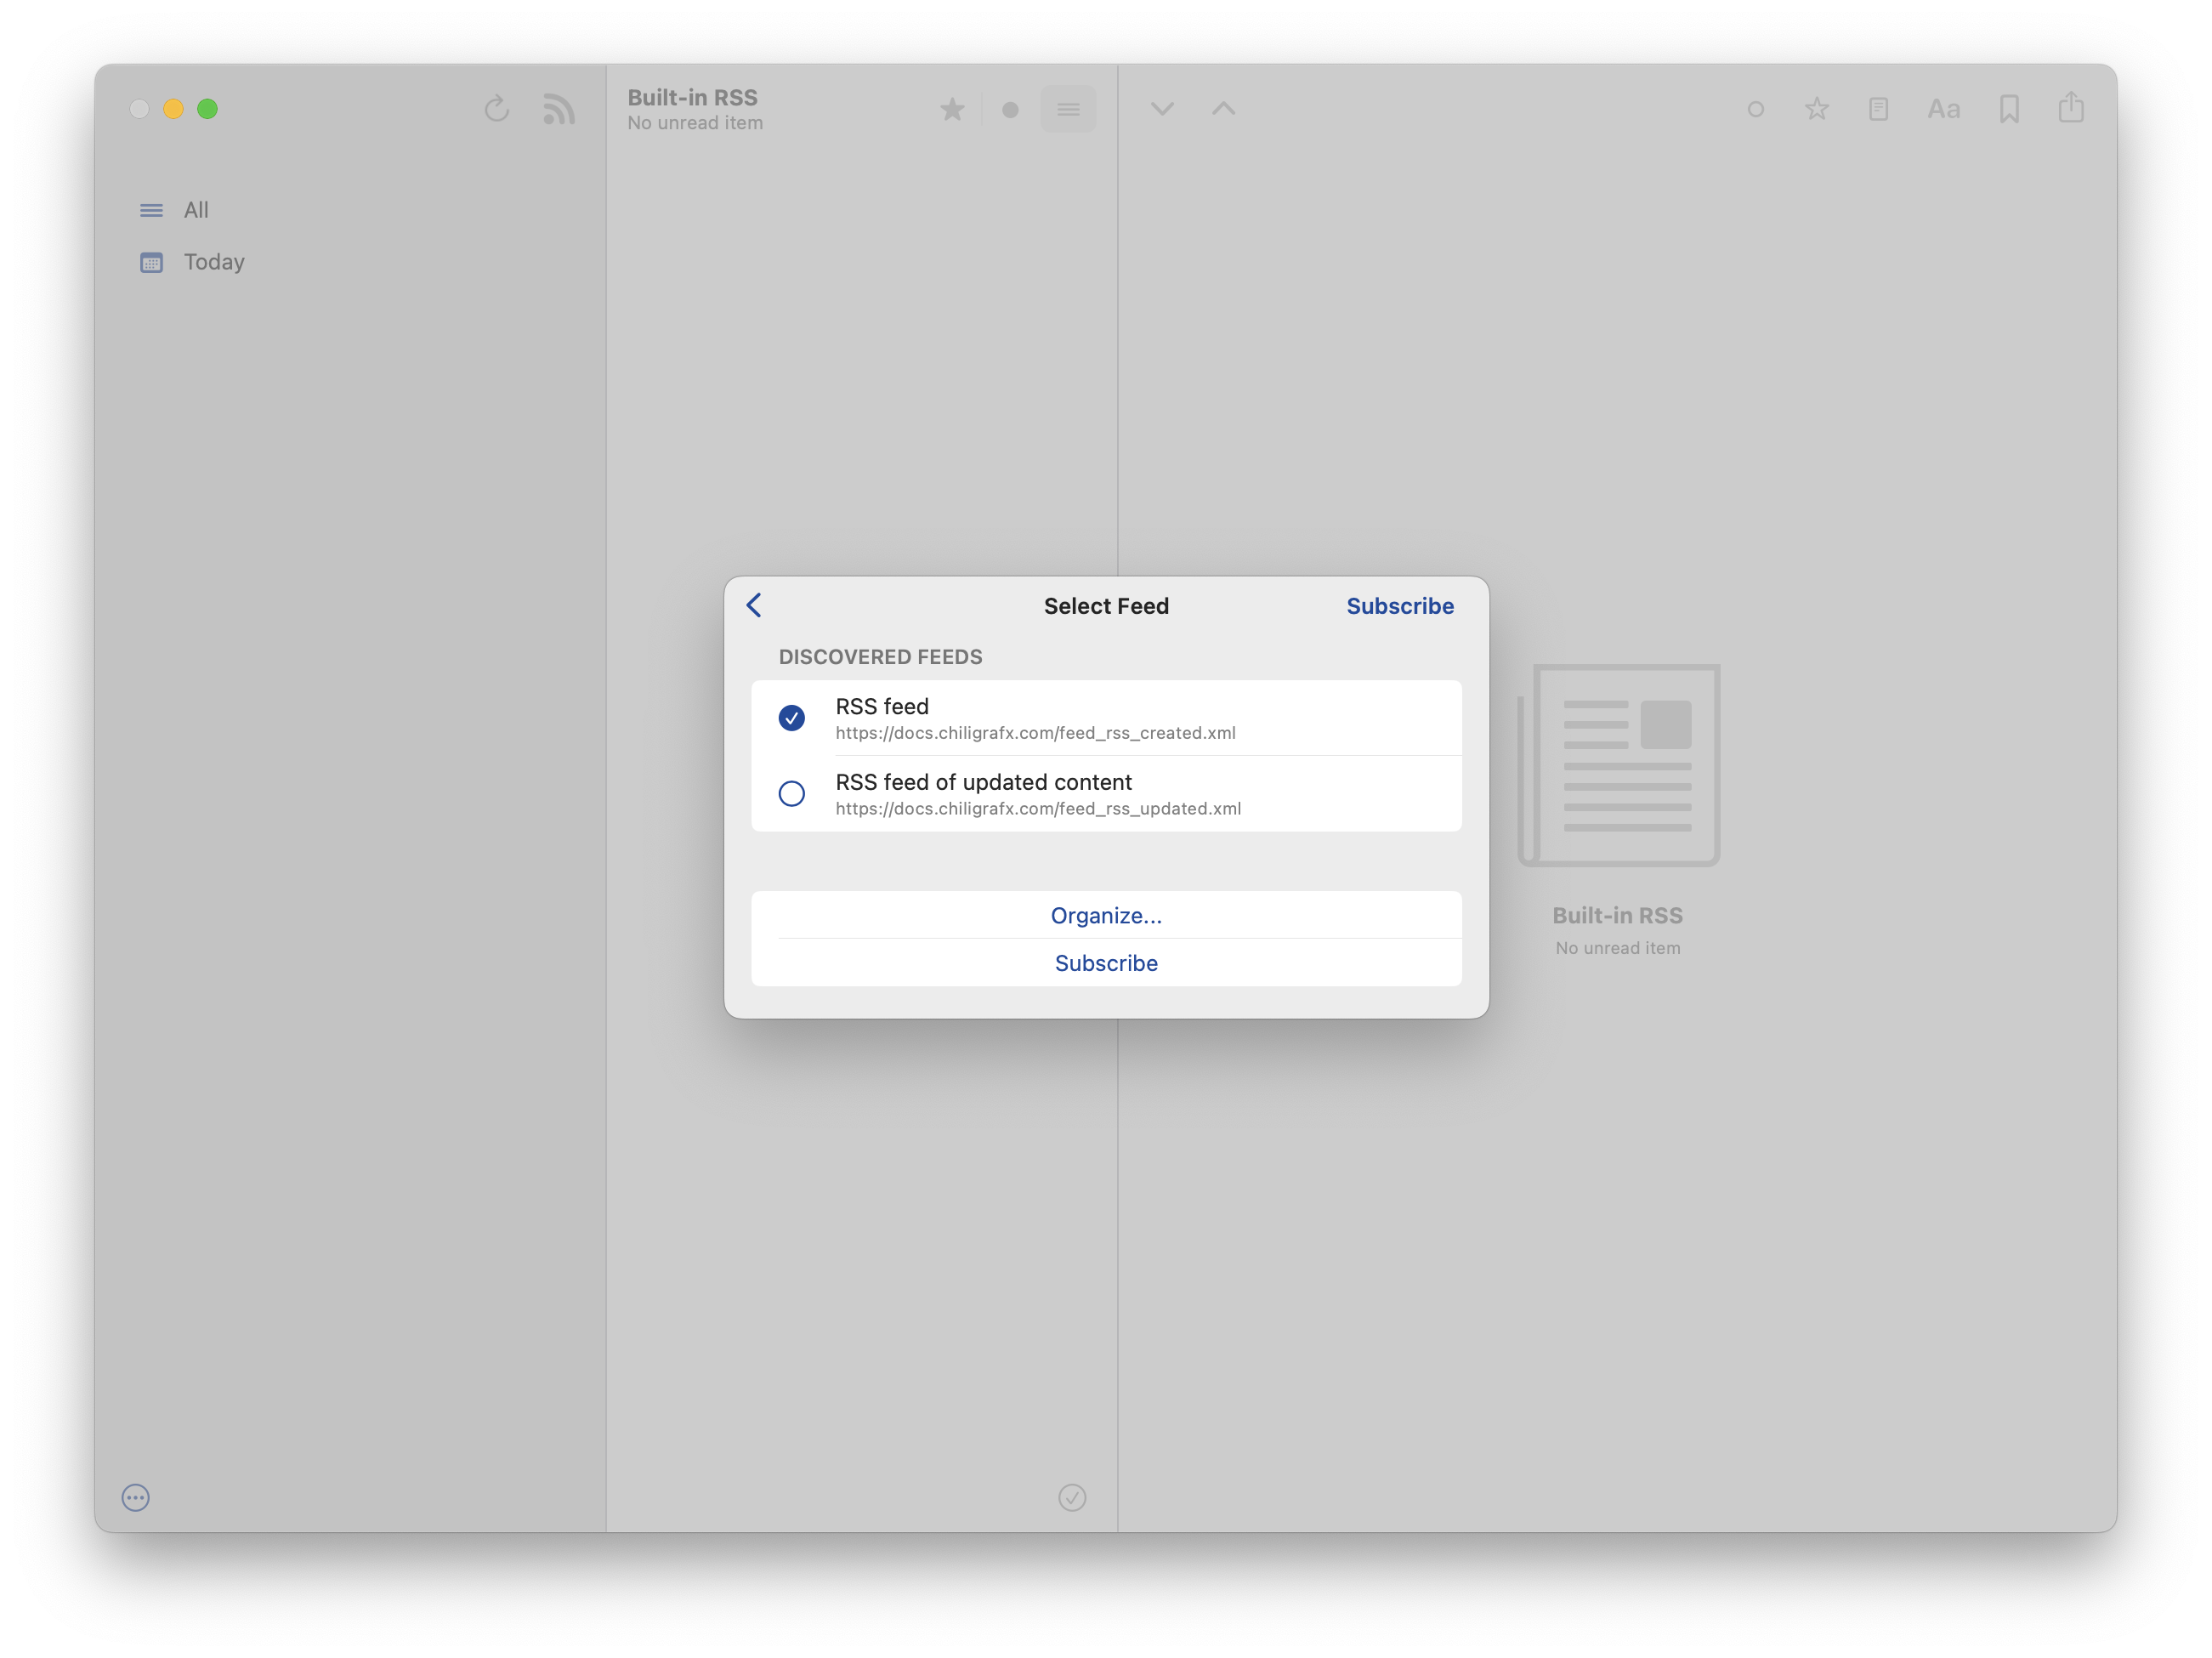 Built-in RSS
No unread item
Aa
All
Today
Select Feed
Subscribe
DISCOVERED FEEDS
RSS feed
https://docs.chiligrafx.com/feed_rss_created.xml
RSS feed of updated content
https://docs.chiligrafx.com/feed_rss_updated.xml
Organize...
Subscribe
Built-in RSS
No unread item